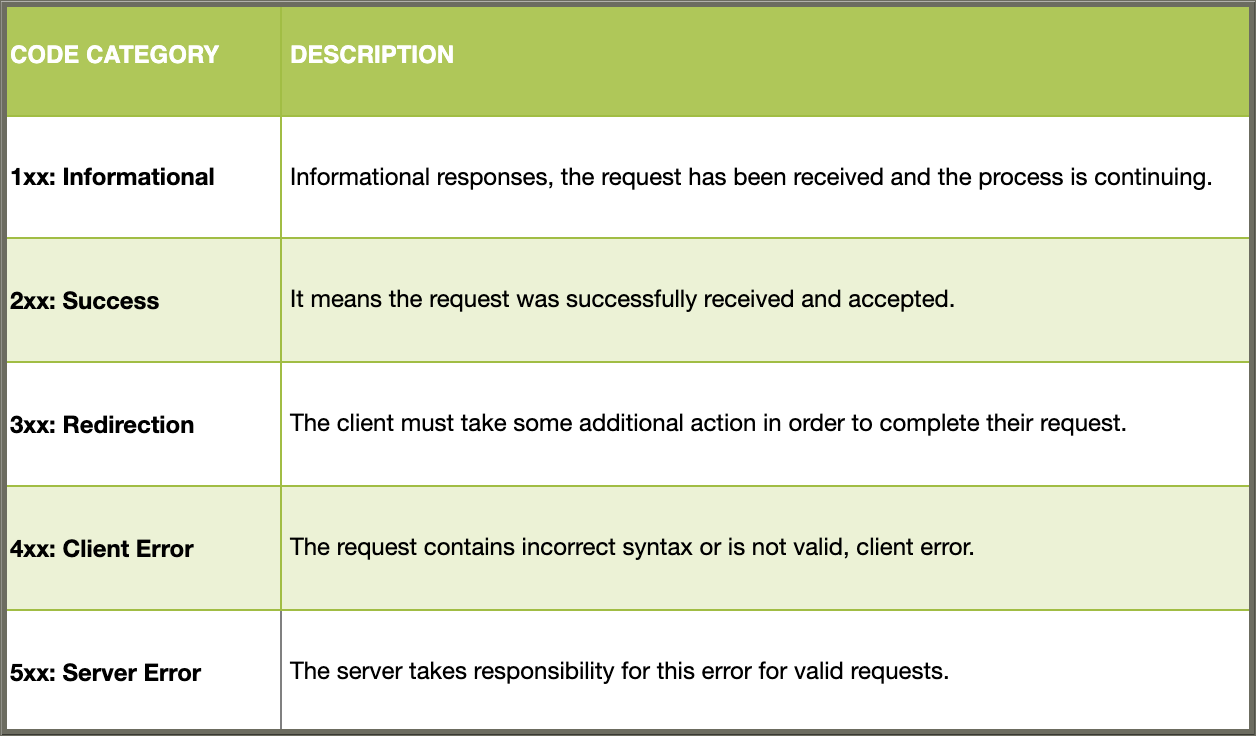 CODE CATEGORY DESCRIPTION
1xx: Informational Informational responses, the request has been received and the process is continuing.
2xx: Success It means the request was successfully received and accepted.
3xx: Redirection The client must take some additional action in order to complete their request.
4xx: Client Error The request contains incorrect syntax or is not valid, client error.
5xx: Server Error The server takes responsibility for this error for valid requests.